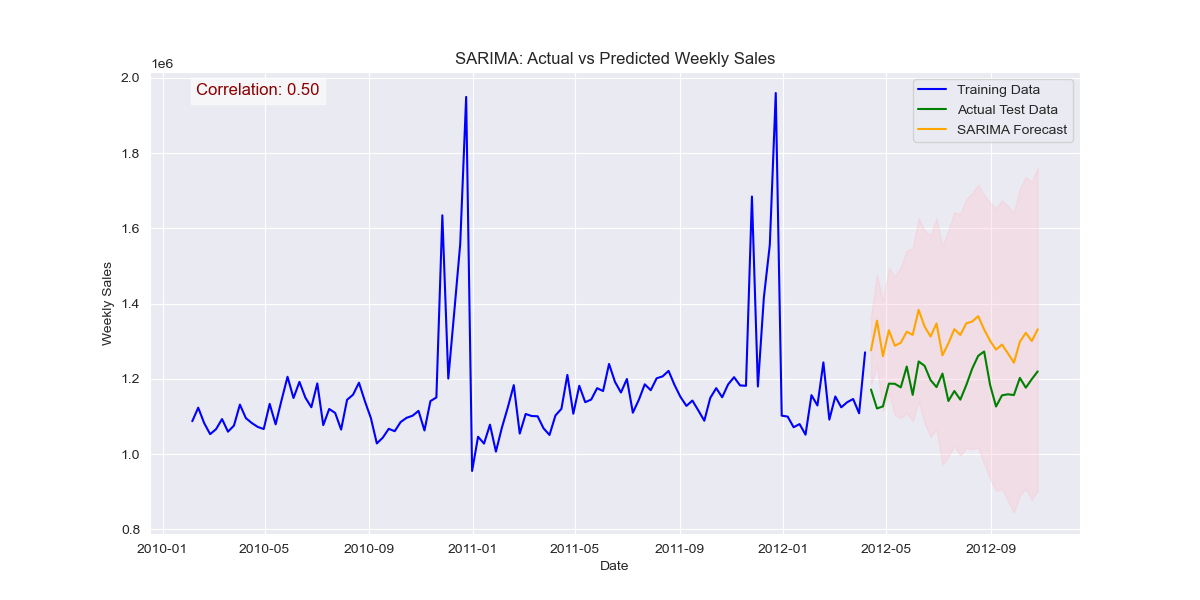 SARIMA: Actual vs Predicted Weekly Sales
1e6
Correlation: 0.50
Training Data
Actual Test Data
SARIMA Forecast
2.0
1.8
1.6
1.4
1.2
1.0
0.8
Weekly Sales
2010-01 2010-05 2010-09 2011-01 2011-05 2011-09 2012-01 2012-05 2012-09
Date